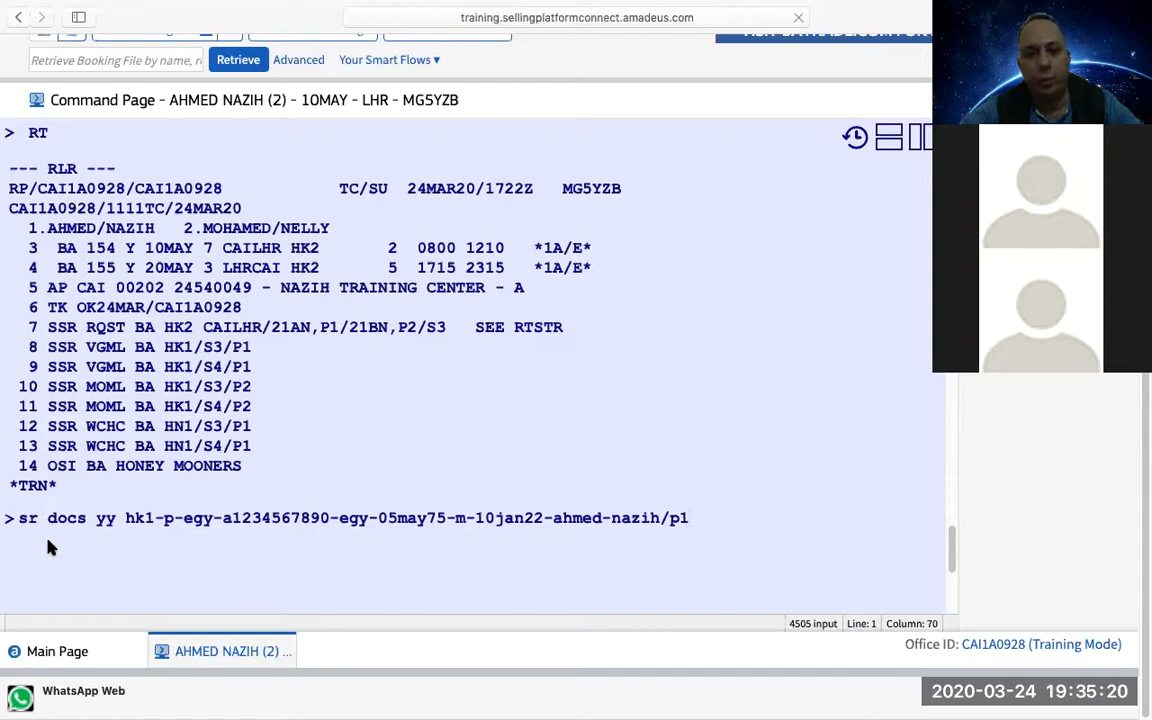 training.sellingplatformconnect.amadeus.com
Retrieve Booking File by name, r
Retrieve
Advanced
Your Smart Flows ▾
Command Page - AHMED NAZIH (2) - 10MAY - LHR - MG5YZB
> RT
--- RLR ---
RP/CAI1A0928/CAI1A0928 TC/SU 24MAR20/1722Z MG5YZB
CAI1A0928/1111TC/24MAR20
1.AHMED/NAZIH 2.MOHAMED/NELLY
3 BA 154 Y 10MAY 7 CAILHR HK2 2 0800 1210 *1A/E*
4 BA 155 Y 20MAY 3 LHRCAI HK2 5 1715 2315 *1A/E*
5 AP CAI 00202 24540049 - NAZIH TRAINING CENTER - A
6 TK OK24MAR/CAI1A0928
7 SSR RQST BA HK2 CAILHR/21AN,P1/21BN,P2/S3 SEE RTSTR
8 SSR VGML BA HK1/S3/P1
9 SSR VGML BA HK1/S4/P1
10 SSR MOML BA HK1/S3/P2
11 SSR MOML BA HK1/S4/P2
12 SSR WCHC BA HN1/S3/P1
13 SSR WCHC BA HN1/S4/P1
14 OSI BA HONEY MOONERS
*TRN*
>sr docs yy hk1-p-egy-a1234567890-egy-05may75-m-10jan22-ahmed-nazih/p1
4505 input
Line: 1
Column: 70
Main Page
AHMED NAZIH (2) ...
Office ID: CAI1A0928 (Training Mode)
WhatsApp Web
2020-03-24 19:35:20